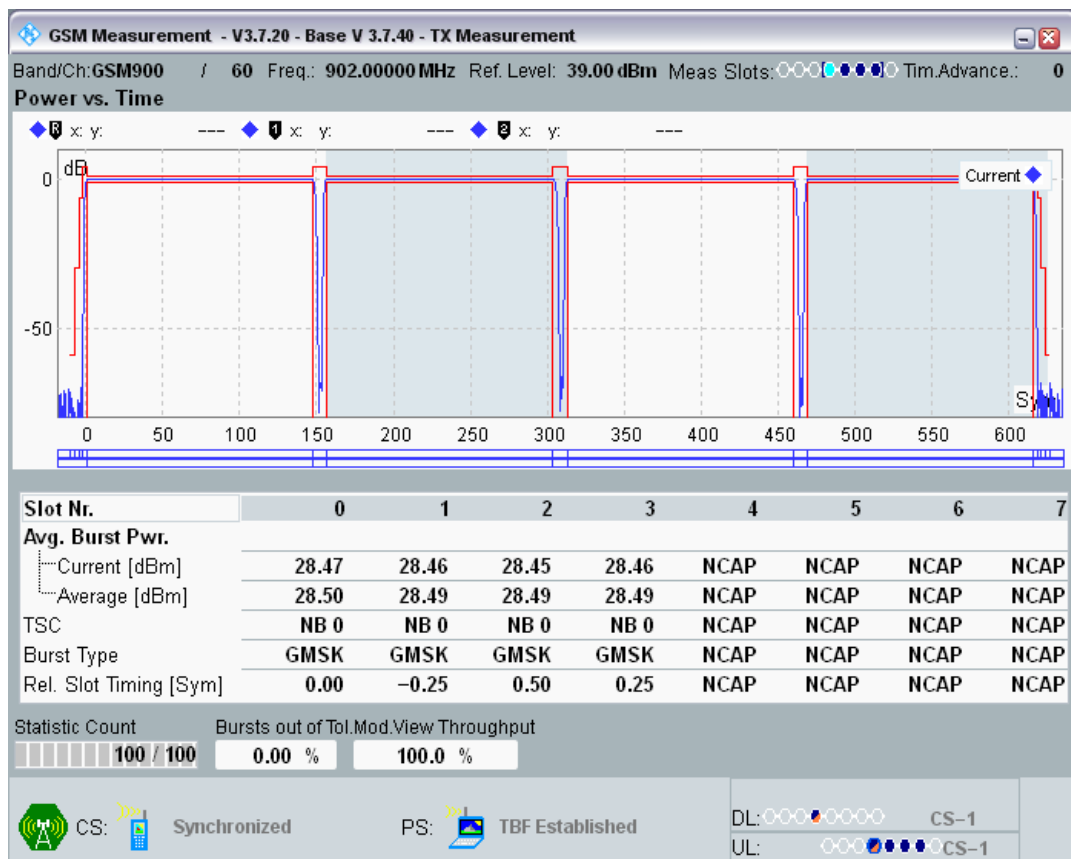 GSM Measurement - V3.7.20 - Base V 3.7.40 - TX Measurement
Band/Ch:GSM900 / 60 Freq.: 902.00000 MHz Ref. Level: 39.00 dBm Meas Slots: Tim.Advance.: 0
Power vs. Time
R x: y: --- 1 x: y: --- 2 x: y: ---
dB
Current
0
-50
0 50 100 150 200 250 300 350 400 450 500 550 600
Slot Nr. 0 1 2 3 4 5 6 7
Avg. Burst Pwr.
Current [dBm] 28.47 28.46 28.45 28.46 NCAP NCAP NCAP NCAP
Average [dBm] 28.50 28.49 28.49 28.49 NCAP NCAP NCAP NCAP
TSC NB 0 NB 0 NB 0 NB 0 NCAP NCAP NCAP NCAP
Burst Type GMSK GMSK GMSK GMSK NCAP NCAP NCAP NCAP
Rel. Slot Timing [Sym] 0.00 −0.25 0.50 0.25 NCAP NCAP NCAP NCAP
Statistic Count Bursts out of Tol.Mod.View Throughput
100 / 100 0.00 % 100.0 %
CS: Synchronized PS: TBF Established
DL: CS−1
UL: CS−1